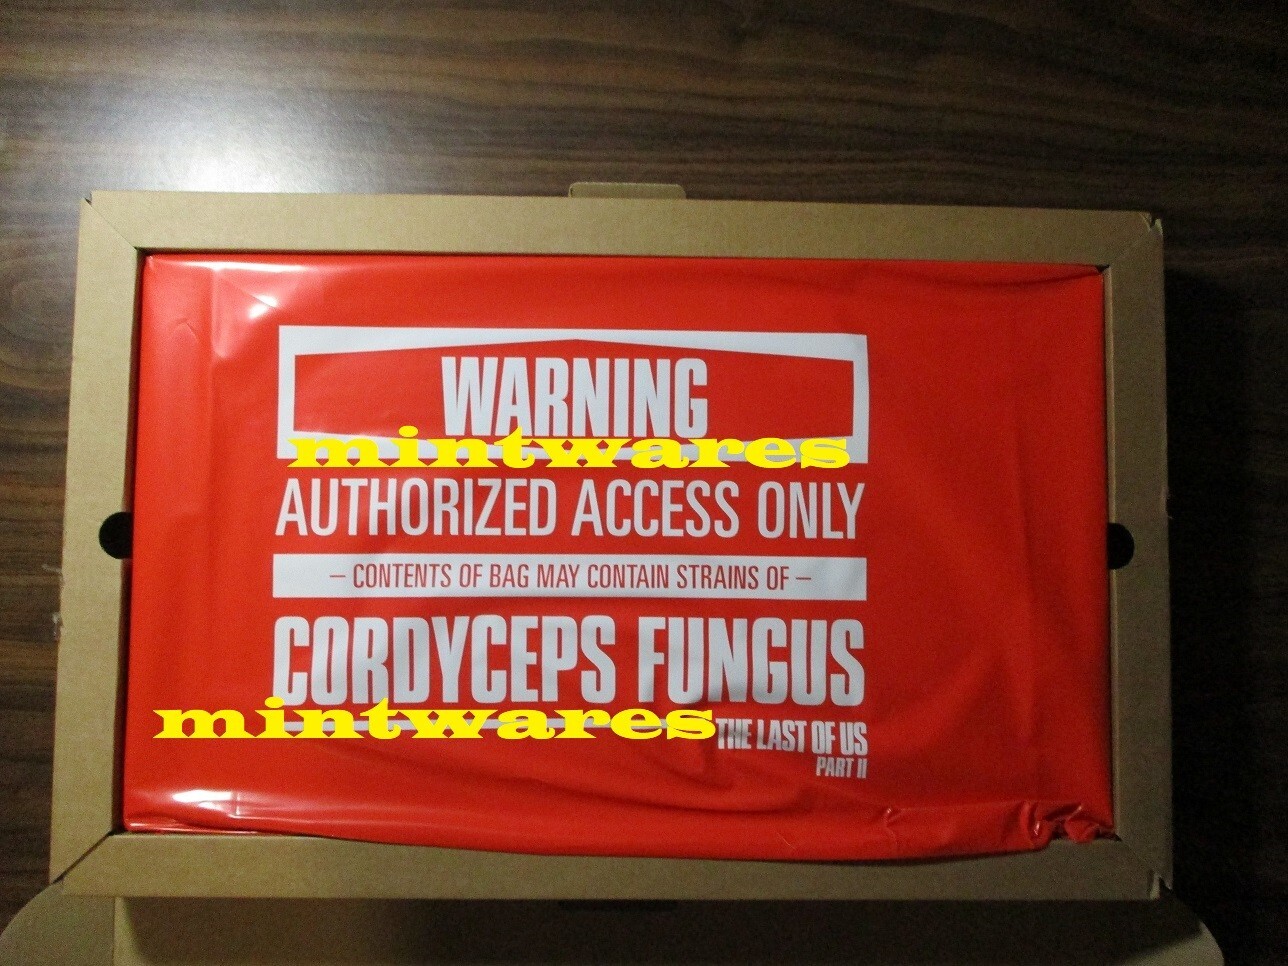 WARNING
mintwares
AUTHORIZED ACCESS ONLY
– CONTENTS OF BAG MAY CONTAIN STRAINS OF –
CORDYCEPS FUNGUS
mintwares
THE LAST OF US
PART II